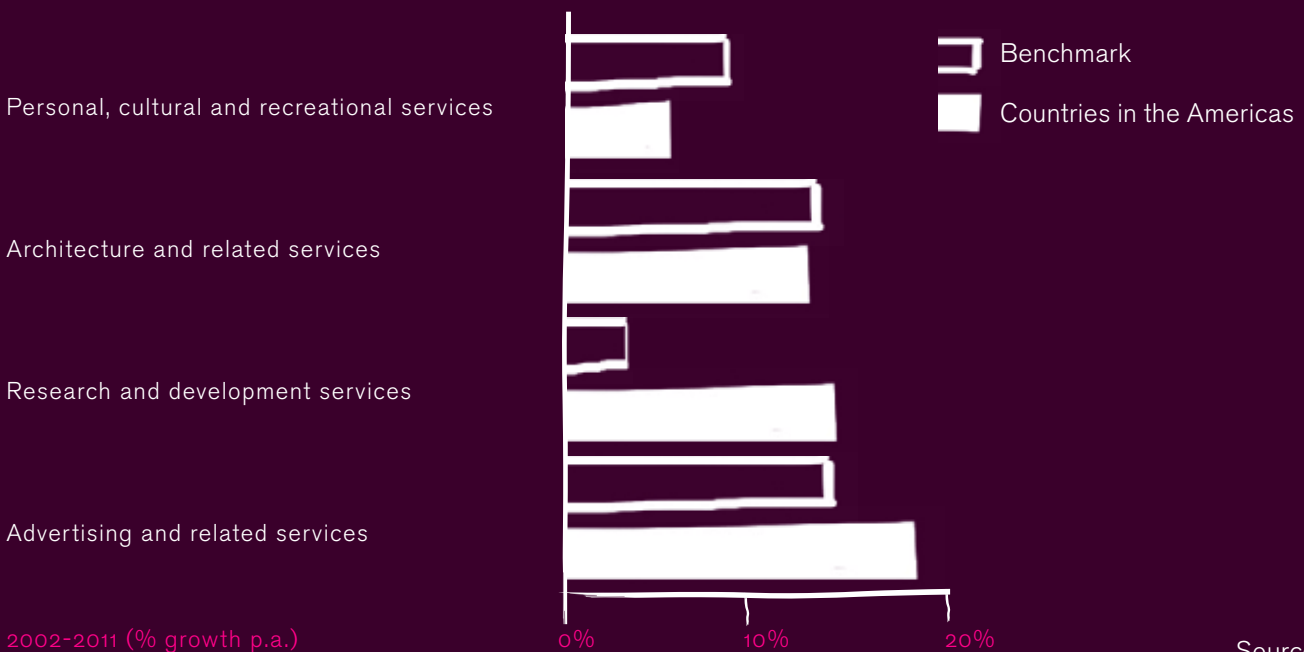 Benchmark
Personal, cultural and recreational services
Countries in the Americas
Architecture and related services
Research and development services
Advertising and related services
2002-2011 (% growth p.a.)
0%
10%
20%
Sourc